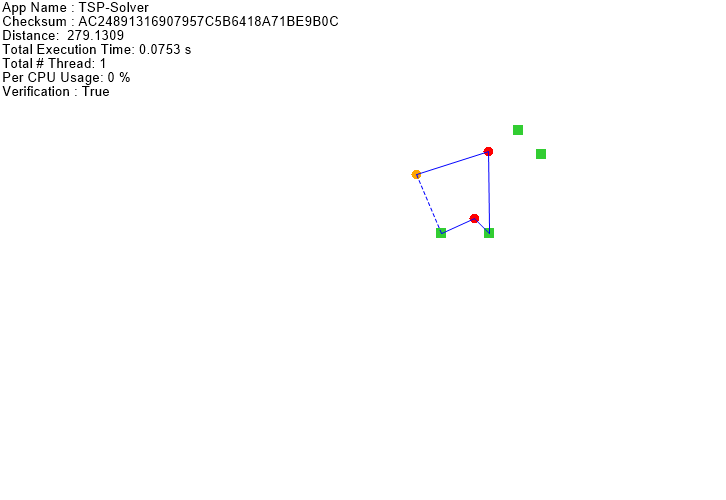 App Name : TSP-Solver
Checksum : AC24891316907957C5B6418A71BE9B0C
Distance:  279.1309
Total Execution Time: 0.0753 s
Total # Thread: 1
Per CPU Usage: 0 %
Verification : True